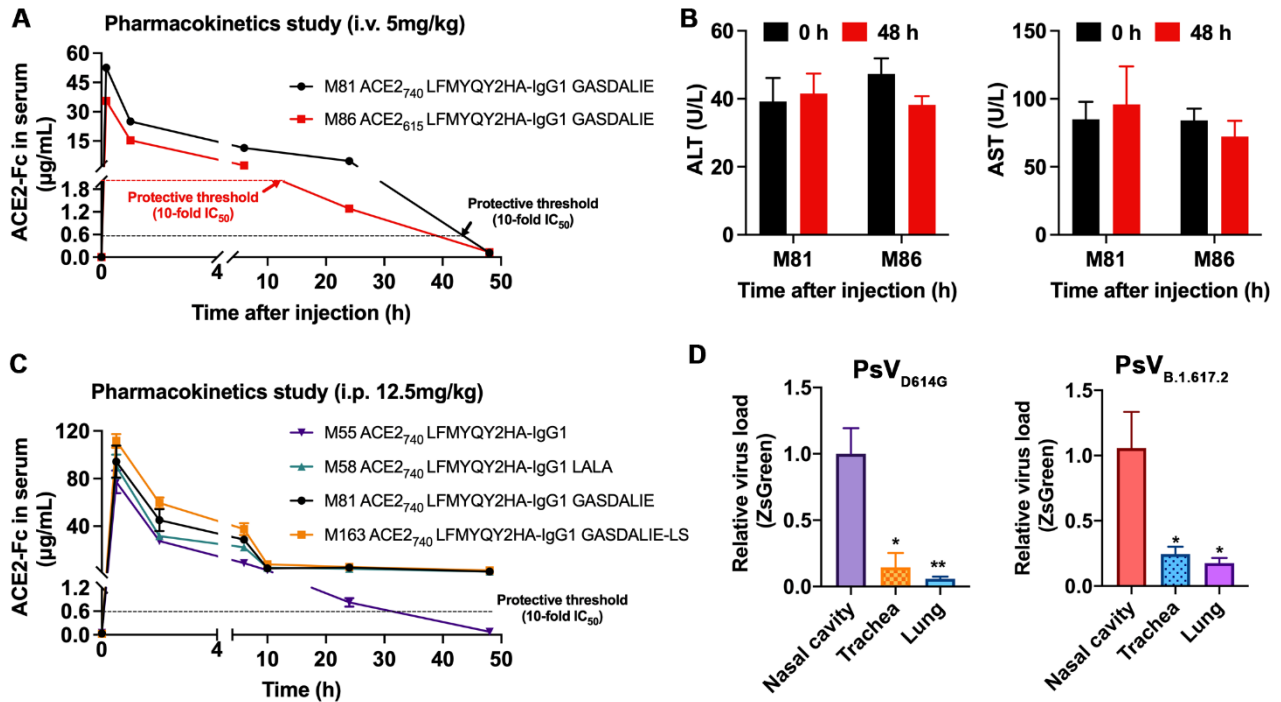 A
Pharmacokinetics study (i.v. 5mg/kg)
ACE2-Fc in serum
(µg/mL)
60
45
30
15
1.8
1.2
0.6
0.0
0
4
10
20
30
40
50
Time after injection (h)
M81 ACE2740 LFMYQY2HA-IgG1 GASDALIE
M86 ACE2615 LFMYQY2HA-IgG1 GASDALIE
Protective threshold
(10-fold IC50)
Protective threshold
(10-fold IC50)
B
0 h
48 h
ALT (U/L)
60
40
20
0
M81
M86
Time after injection (h)
0 h
48 h
AST (U/L)
150
100
50
0
M81
M86
Time after injection (h)
C
Pharmacokinetics study (i.p. 12.5mg/kg)
ACE2-Fc in serum
(µg/mL)
120
80
40
1.2
0.6
0.0
0
4
10
20
30
40
50
Time (h)
M55 ACE2740 LFMYQY2HA-IgG1
M58 ACE2740 LFMYQY2HA-IgG1 LALA
M81 ACE2740 LFMYQY2HA-IgG1 GASDALIE
M163 ACE2740 LFMYQY2HA-IgG1 GASDALIE-LS
Protective threshold
(10-fold IC50)
D
PsVD614G
Relative virus load
(ZsGreen)
1.5
1.0
0.5
0.0
*
**
Nasal cavity
Trachea
Lung
PsVB.1.617.2
Relative virus load
(ZsGreen)
1.5
1.0
0.5
0.0
*
*
Nasal cavity
Trachea
Lung